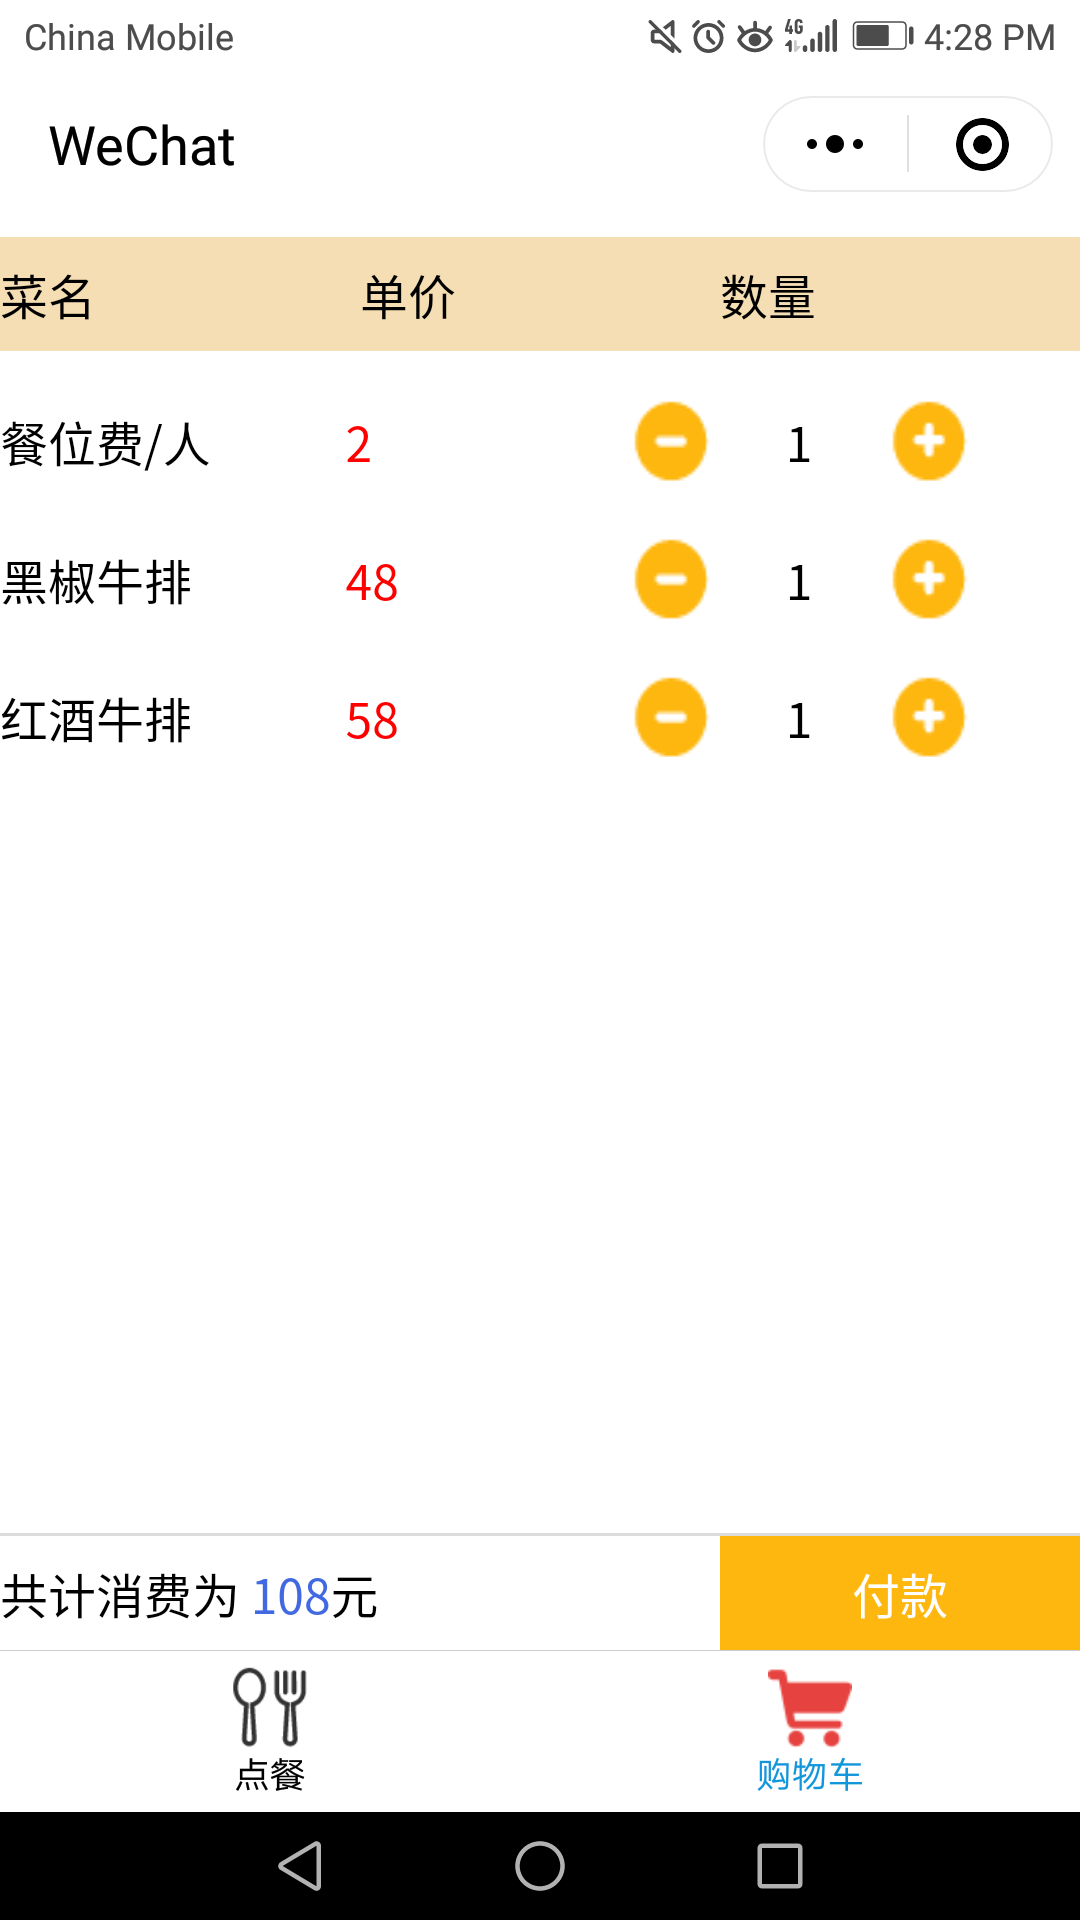 China Mobile 4G 4:28 PM
WeChat
菜名 单价 数量
餐位费/人 2 1
黑椒牛排 48 1
红酒牛排 58 1
共计消费为 108元 付款
点餐 购物车